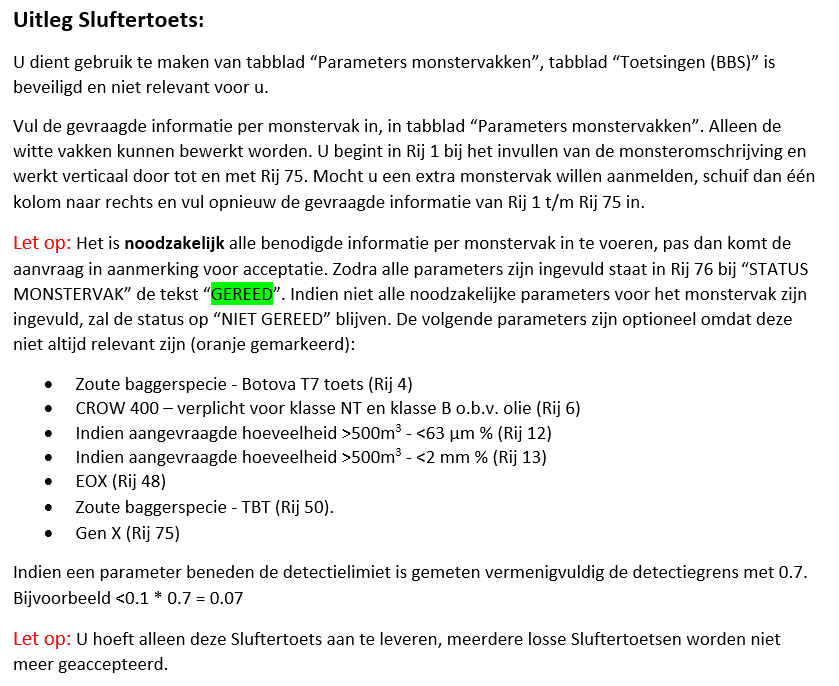 Uitleg Sluftertoets:
U dient gebruik te maken van tabblad “Parameters monstervakken”, tabblad “Toetsingen (BBS)” is
beveiligd en niet relevant voor u.
Vul de gevraagde informatie per monstervak in, in tabblad “Parameters monstervakken”. Alleen de
witte vakken kunnen bewerkt worden. U begint in Rij 1 bij het invullen van de monsteromschrijving en
werkt verticaal door tot en met Rij 75. Mocht u een extra monstervak willen aanmelden, schuif dan één
kolom naar rechts en vul opnieuw de gevraagde informatie van Rij 1 t/m Rij 75 in.
Let op: Het is noodzakelijk alle benodigde informatie per monstervak in te voeren, pas dan komt de
aanvraag in aanmerking voor acceptatie. Zodra alle parameters zijn ingevuld staat in Rij 76 bij “STATUS
MONSTERVAK” de tekst “GEREED”. Indien niet alle noodzakelijke parameters voor het monstervak zijn
ingevuld, zal de status op “NIET GEREED” blijven. De volgende parameters zijn optioneel omdat deze
niet altijd relevant zijn (oranje gemarkeerd):
• Zoute baggerspecie - Botova T7 toets (Rij 4)
• CROW 400 – verplicht voor klasse NT en klasse B o.b.v. olie (Rij 6)
• Indien aangevraagde hoeveelheid >500m³ - <63 µm % (Rij 12)
• Indien aangevraagde hoeveelheid >500m³ - <2 mm % (Rij 13)
• EOX (Rij 48)
• Zoute baggerspecie - TBT (Rij 50).
• Gen X (Rij 75)
Indien een parameter beneden de detectielimiet is gemeten vermenigvuldig de detectiegrens met 0.7.
Bijvoorbeeld <0.1 * 0.7 = 0.07
Let op: U hoeft alleen deze Sluftertoets aan te leveren, meerdere losse Sluftertoetsen worden niet
meer geaccepteerd.